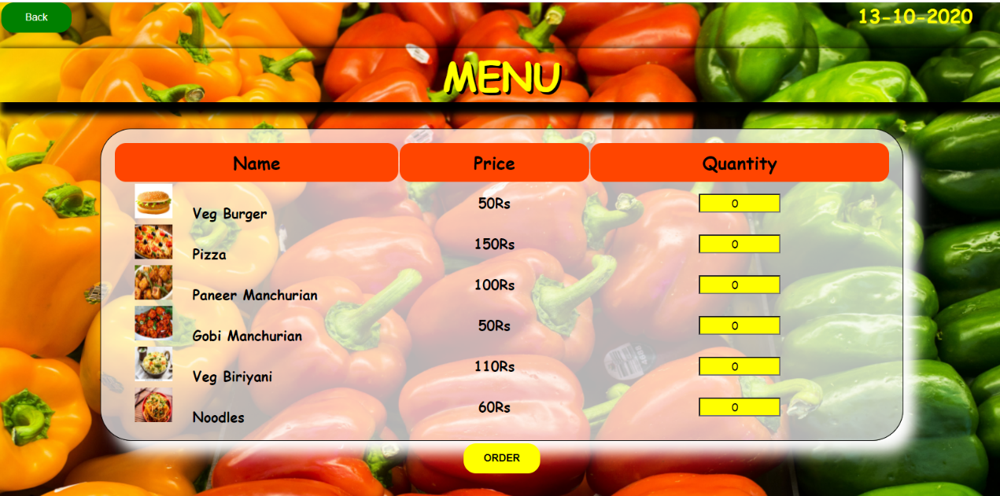 Back
13-10-2020
MENU
Name Price Quantity
Veg Burger 50Rs 0
Pizza 150Rs 0
Paneer Manchurian 100Rs 0
Gobi Manchurian 50Rs 0
Veg Biriyani 110Rs 0
Noodles 60Rs 0
ORDER